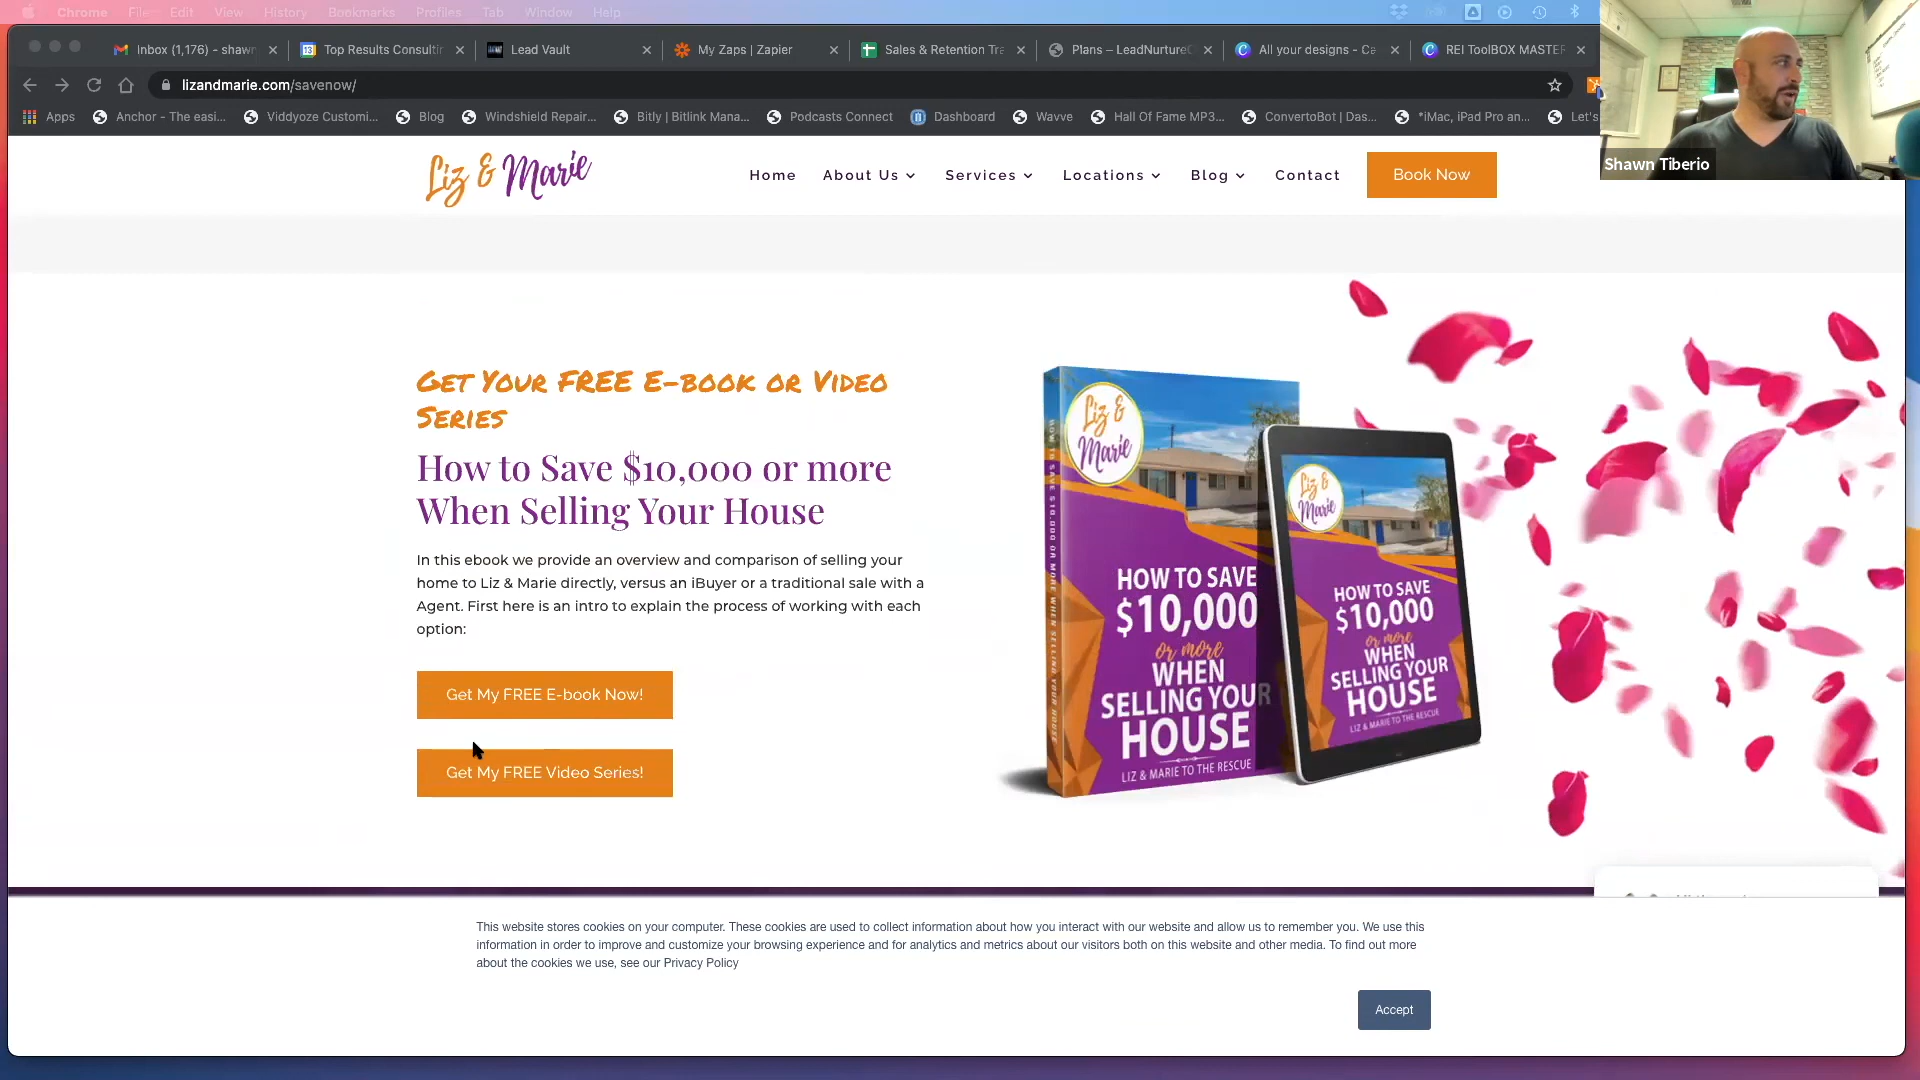 Chrome File Edit View History Bookmarks Profiles Tab Window Help
Inbox (1,176) - shawn
Top Results Consultin
Lead Vault
My Zaps | Zapier
Sales & Retention Tra
Plans – LeadNurture
All your designs - Ca
REI ToolBOX MASTER
lizandmarie.com/savenow/
Apps
Anchor - The easi...
Viddyoze Customi...
Blog
Windshield Repair...
Bitly | Bitlink Mana...
Podcasts Connect
Dashboard
Wavve
Hall Of Fame MP3...
ConvertoBot | Das...
*iMac, iPad Pro an...
Let's
Shawn Tiberio
Liz & Marie
Home
About Us
Services
Locations
Blog
Contact
Book Now
Get Your FREE E-book or Video
Series
How to Save $10,000 or more
When Selling Your House
In this ebook we provide an overview and comparison of selling your
home to Liz & Marie directly, versus an iBuyer or a traditional sale with a
Agent. First here is an intro to explain the process of working with each
option:
Get My FREE E-book Now!
Get My FREE Video Series!
Liz &
Marie
HOW TO SAVE $10,000 OR MORE WHEN SELLING YOUR HOUSE
HOW TO SAVE
$10,000
or more
WHEN
SELLING YOUR
HOUSE
LIZ & MARIE TO THE RESCUE
Liz &
Marie
HOW TO SAVE
$10,000
or more
WHEN
SELLING YOUR
HOUSE
LIZ & MARIE TO THE RESCUE
This website stores cookies on your computer. These cookies are used to collect information about how you interact with our website and allow us to remember you. We use this
information in order to improve and customize your browsing experience and for analytics and metrics about our visitors both on this website and other media. To find out more
about the cookies we use, see our Privacy Policy
Accept